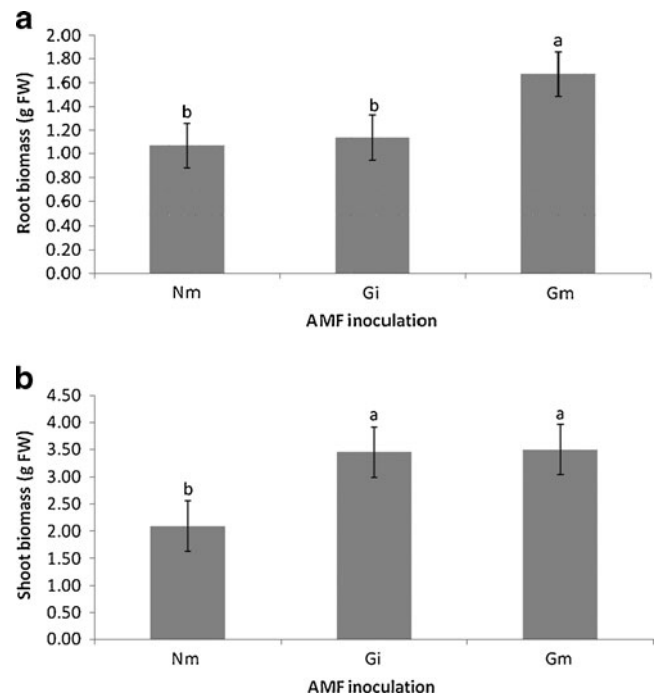 a
Root biomass (g FW)
2.00
1.80
1.60
1.40
1.20
1.00
0.80
0.60
0.40
0.20
0.00
b
b
a
Nm
Gi
Gm
AMF inoculation
b
Shoot biomass (g FW)
4.50
4.00
3.50
3.00
2.50
2.00
1.50
1.00
0.50
0.00
b
a
a
Nm
Gi
Gm
AMF inoculation